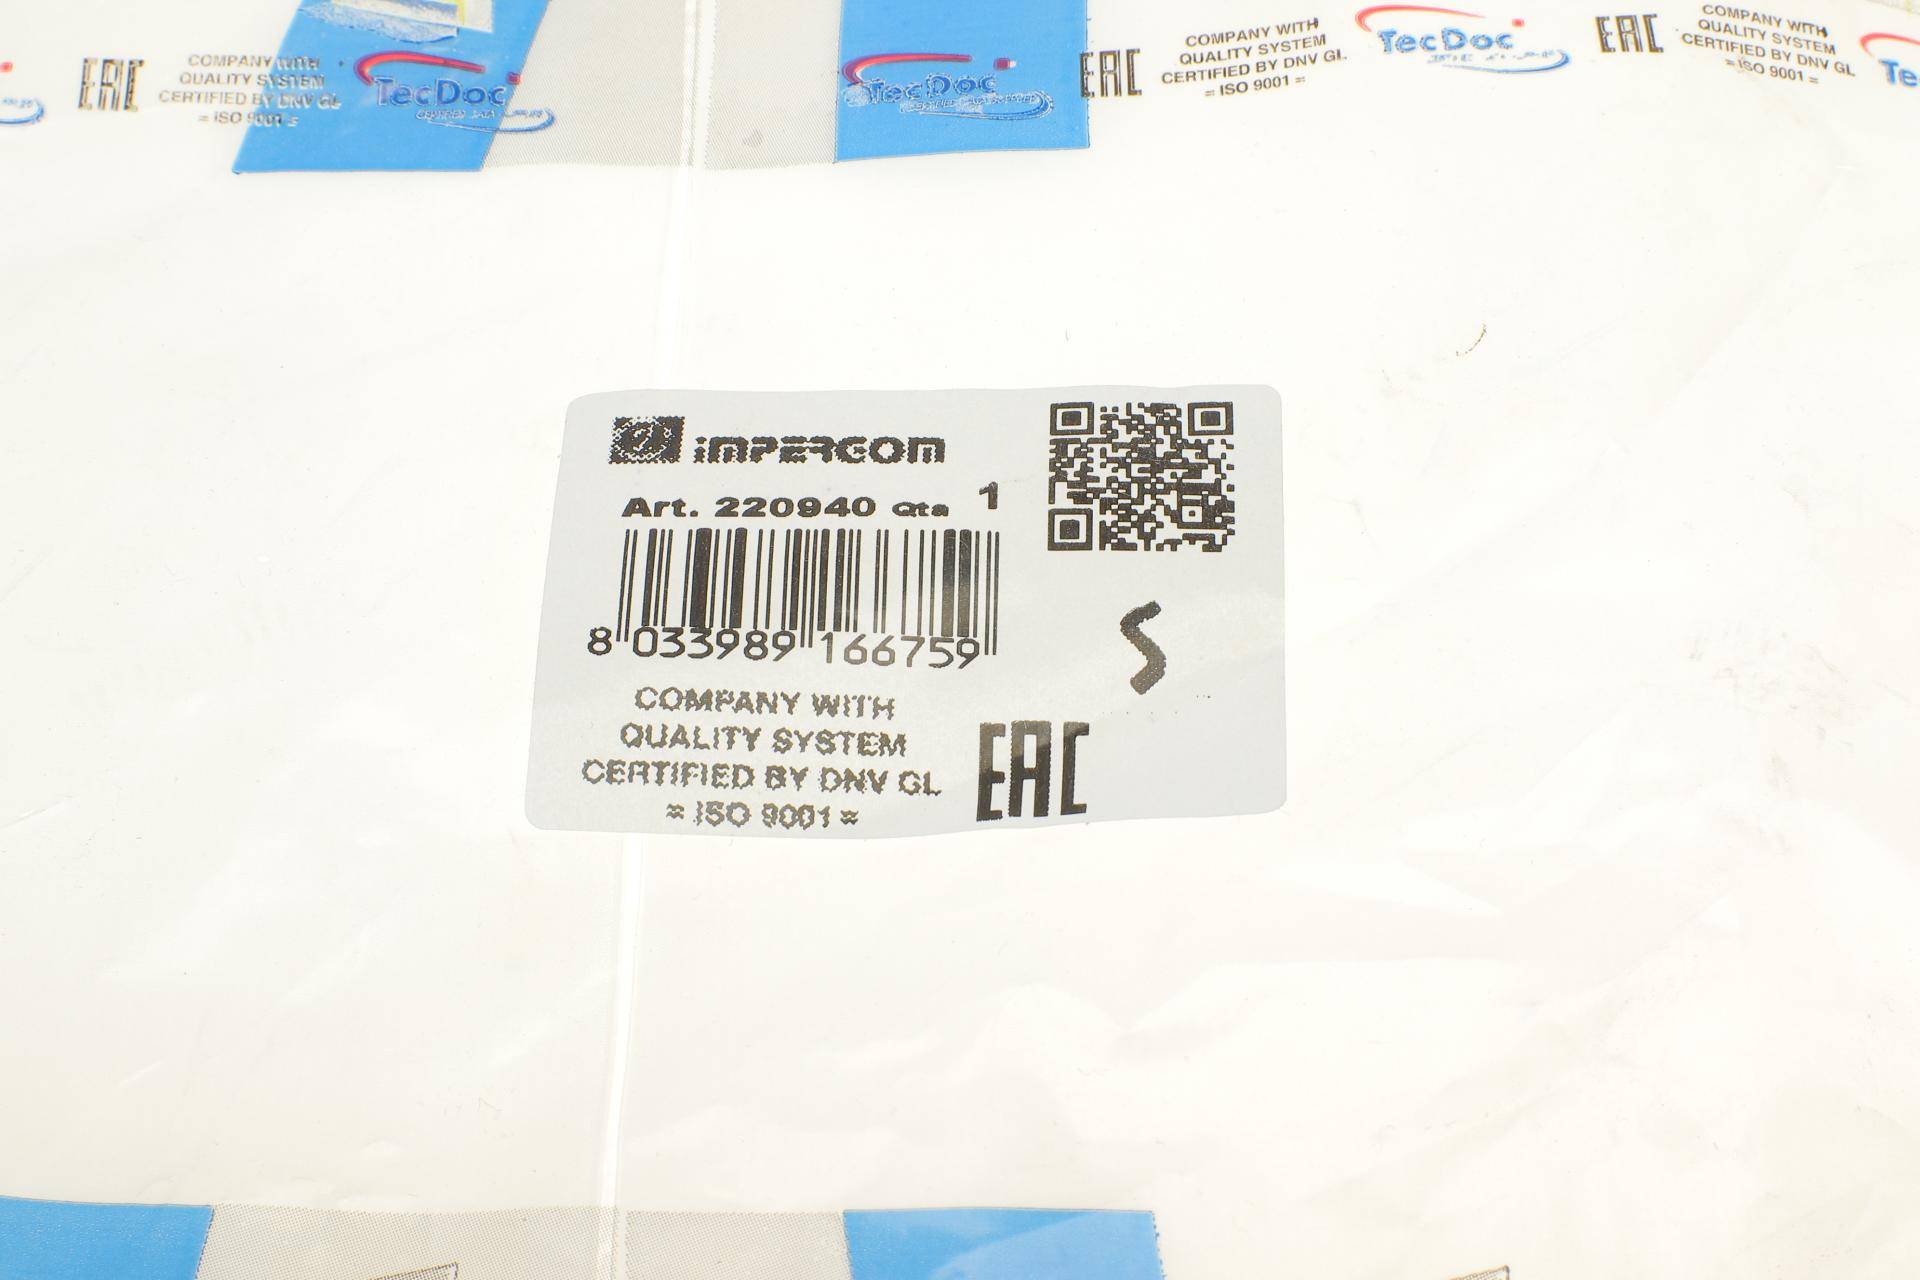 EAC
COMPANY WITH
QUALITY SYSTEM
CERTIFIED BY DNV GL
= ISO 9001 =
TecDoc
TecDoc
EAC
COMPANY WITH
QUALITY SYSTEM
CERTIFIED BY DNV GL
= ISO 9001 =
TecDoc
EAC
COMPANY WITH
QUALITY SYSTEM
CERTIFIED BY DNV GL
= ISO 9001 =
Te
iMPERGOM
Art. 220940 Qta 1
8 033989 166759
S
COMPANY WITH
QUALITY SYSTEM
CERTIFIED BY DNV GL
= ISO 9001 =
EAC